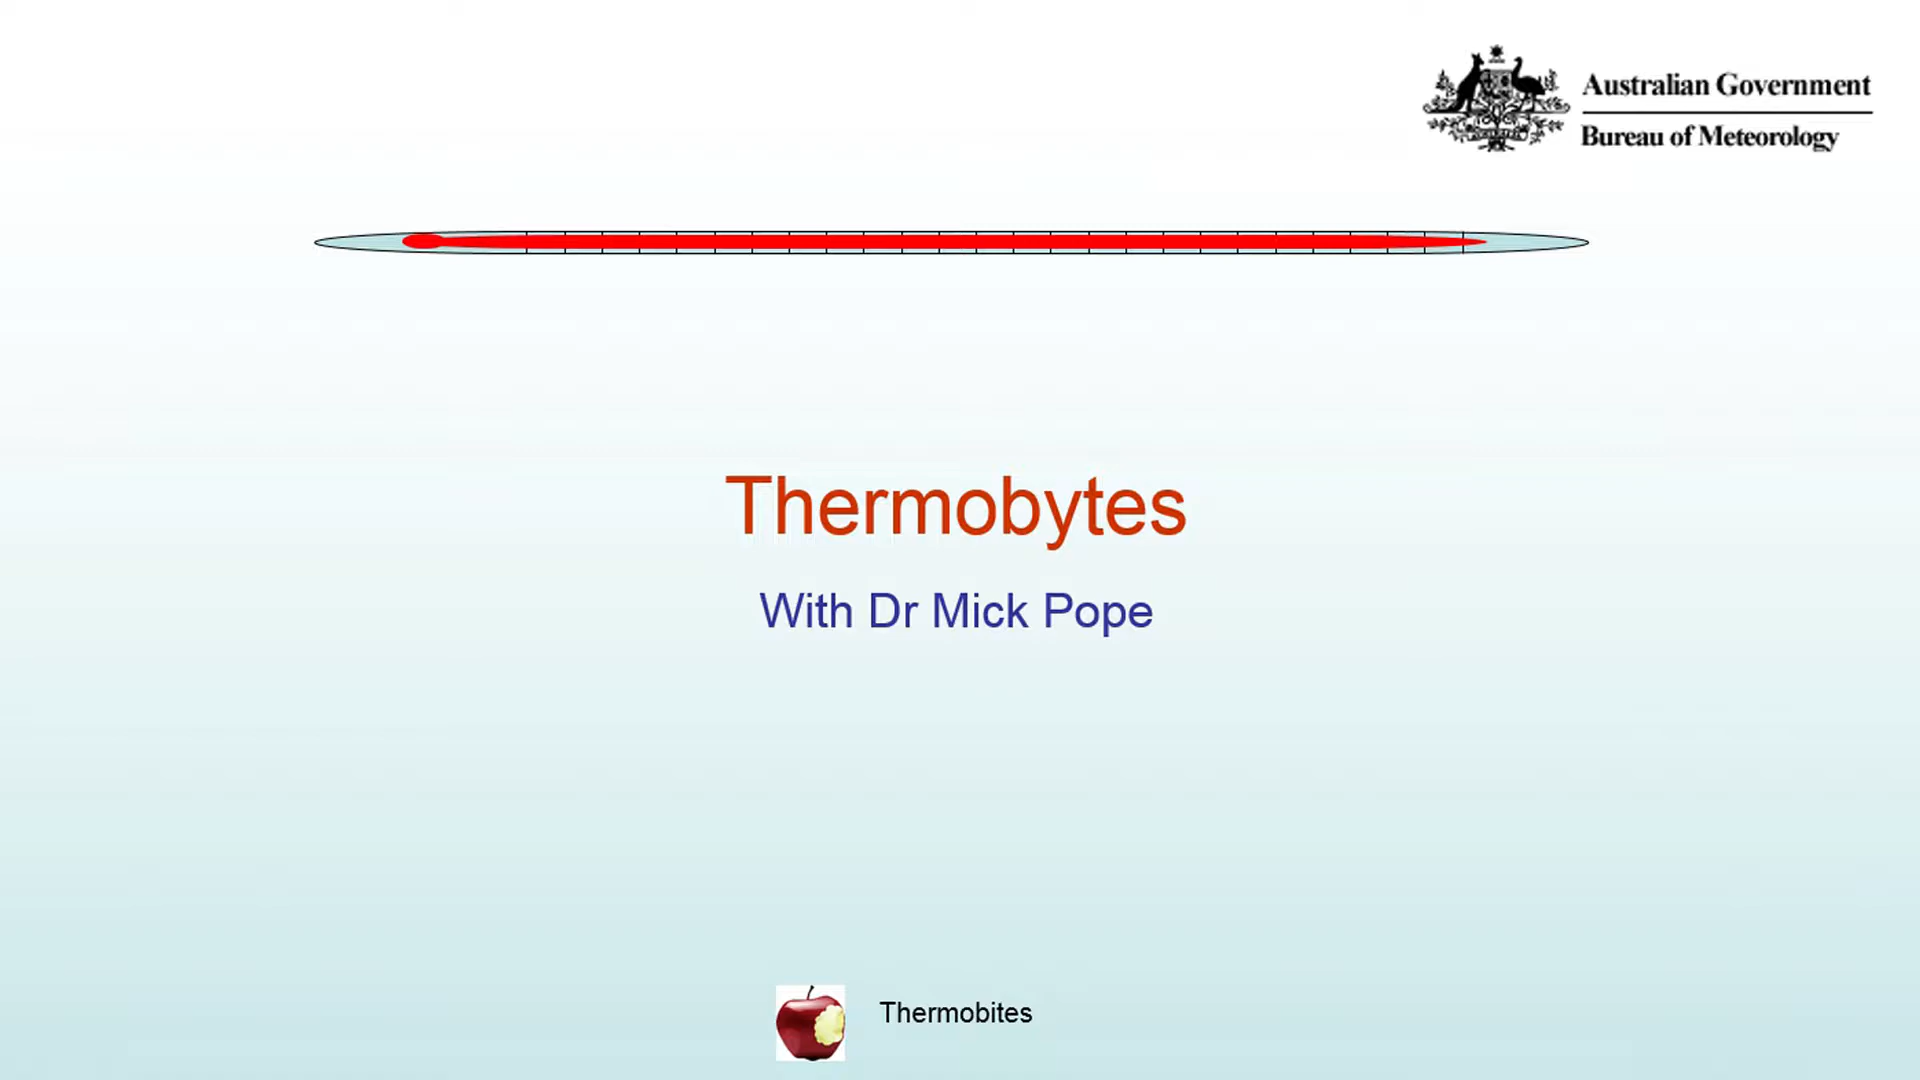 Australian Government
Bureau of Meteorology
Thermobytes
With Dr Mick Pope
Thermobites